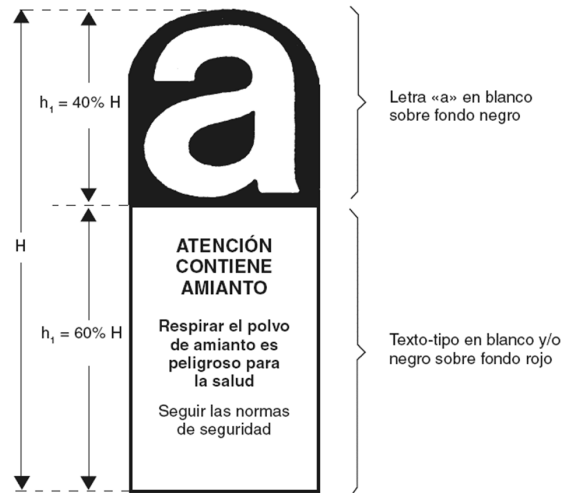 a
h₁ = 40% H
Letra «a» en blanco
sobre fondo negro
H
ATENCIÓN
CONTIENE
AMIANTO
Respirar el polvo
de amianto es
peligroso para
la salud
Seguir las normas
de seguridad
h₁ = 60% H
Texto-tipo en blanco y/o
negro sobre fondo rojo